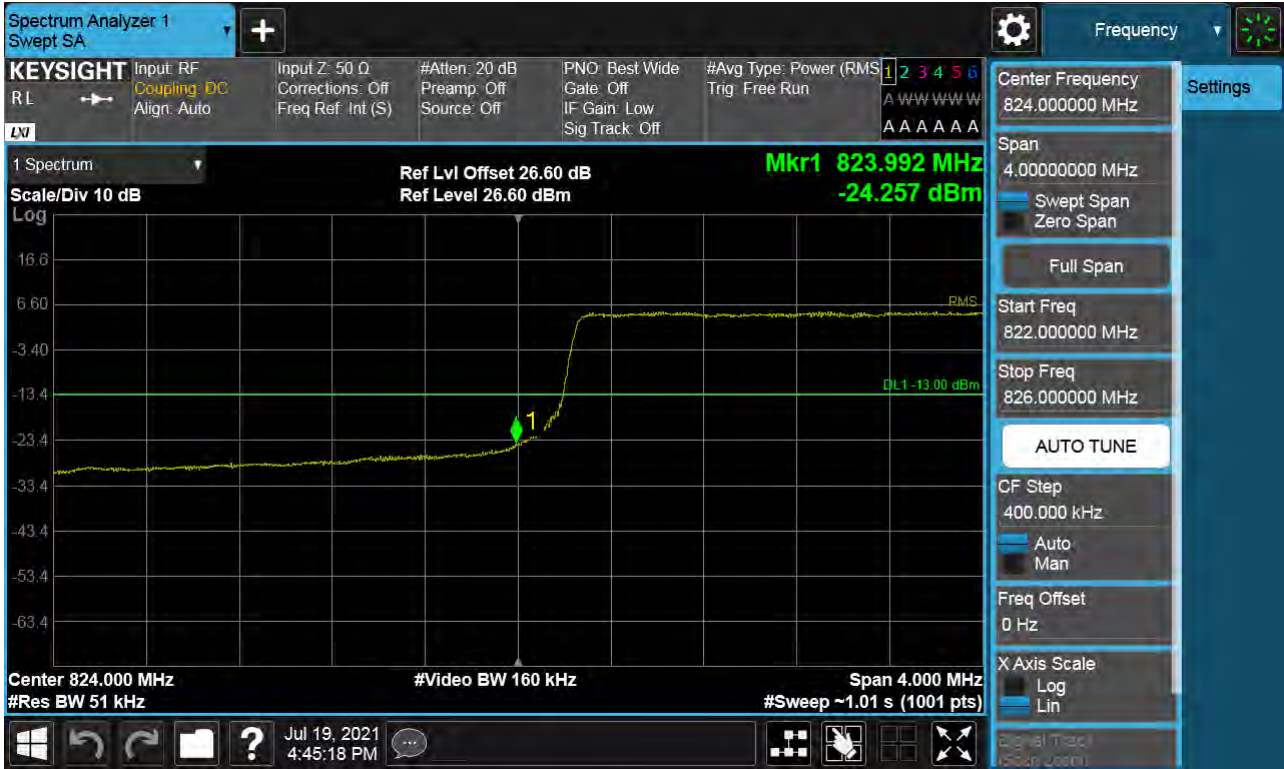 Spectrum Analyzer 1
Swept SA
+
Frequency
KEYSIGHT
RL
LXI
Input: RF
Coupling: DC
Align: Auto
Input Z: 50 Ω
Corrections: Off
Freq Ref: Int (S)
#Atten: 20 dB
Preamp: Off
Source: Off
PNO: Best Wide
Gate: Off
IF Gain: Low
Sig Track: Off
#Avg Type: Power (RMS
Trig: Free Run
1 2 3 4 5 6
A W W W W W
A A A A A A
1 Spectrum
Scale/Div 10 dB
Log
Ref Lvl Offset 26.60 dB
Ref Level 26.60 dBm
Mkr1 823.992 MHz
-24.257 dBm
16.6
6.60
-3.40
-13.4
-23.4
-33.4
-43.4
-53.4
-63.4
RMS
DL1 -13.00 dBm
1
Center 824.000 MHz
#Res BW 51 kHz
#Video BW 160 kHz
Span 4.000 MHz
#Sweep ~1.01 s (1001 pts)
Center Frequency
824.000000 MHz
Span
4.00000000 MHz
Swept Span
Zero Span
Full Span
Start Freq
822.000000 MHz
Stop Freq
826.000000 MHz
AUTO TUNE
CF Step
400.000 kHz
Auto
Man
Freq Offset
0 Hz
X Axis Scale
Log
Lin
Signal Track
(Span Zoom)
Settings
?
Jul 19, 2021
4:45:18 PM